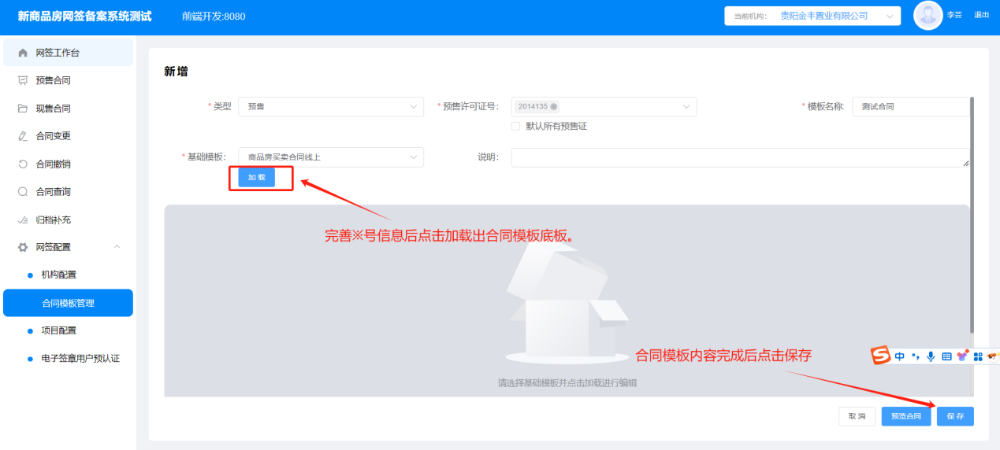 新商品房网签备案系统测试 前端开发:8080 当前机构: 贵阳金丰置业有限公司 李芸 退出
网签工作台
预售合同
现售合同
合同变更
合同撤销
合同查询
归档补充
网签配置
机构配置
合同模板管理
项目配置
电子签章用户预认证
新增
* 类型 预售 * 预售许可证号: 2014135 * 模板名称: 测试合同
默认所有预售证
* 基础模板: 商品房买卖合同线上 说明:
加载
完善※号信息后点击加载出合同模板底板。
合同模板内容完成后点击保存
中
请选择基础模板并点击加载进行编辑
取消 预览合同 保存